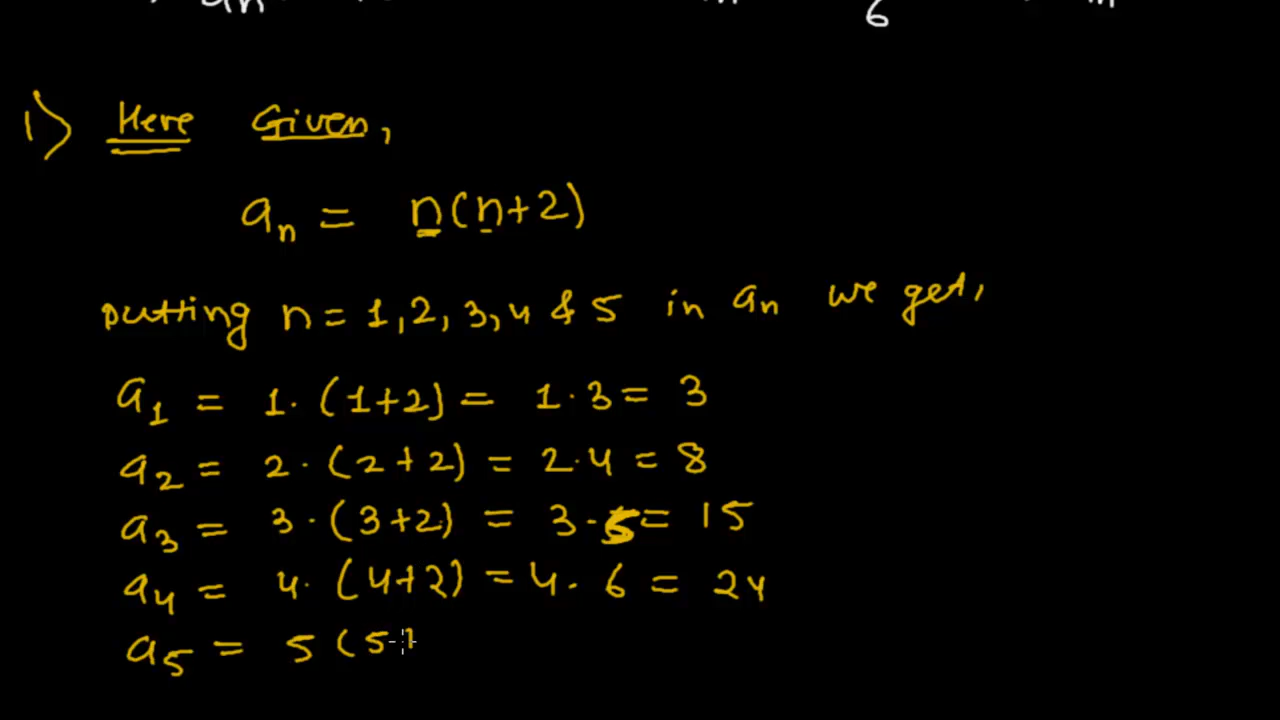 1) Here Given,
aₙ = n(n+2)
putting n = 1, 2, 3, 4 & 5 in aₙ we get,
a₁ = 1. (1+2) = 1.3 = 3
a₂ = 2. (2+2) = 2.4 = 8
a₃ = 3. (3+2) = 3.5 = 15
a₄ = 4. (4+2) = 4. 6 = 24
a₅ = 5 (5